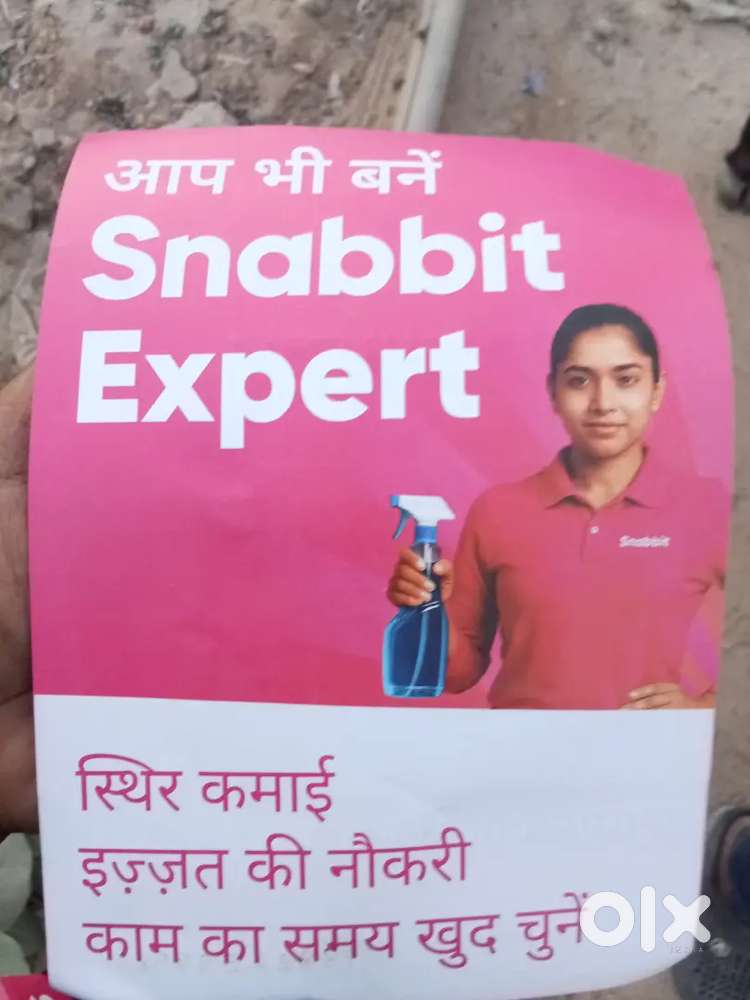 आप भी बनें
Snabbit
Expert
Snabbit
स्थिर कमाई
इज़्ज़त की नौकरी
काम का समय खुद चुनें
olx